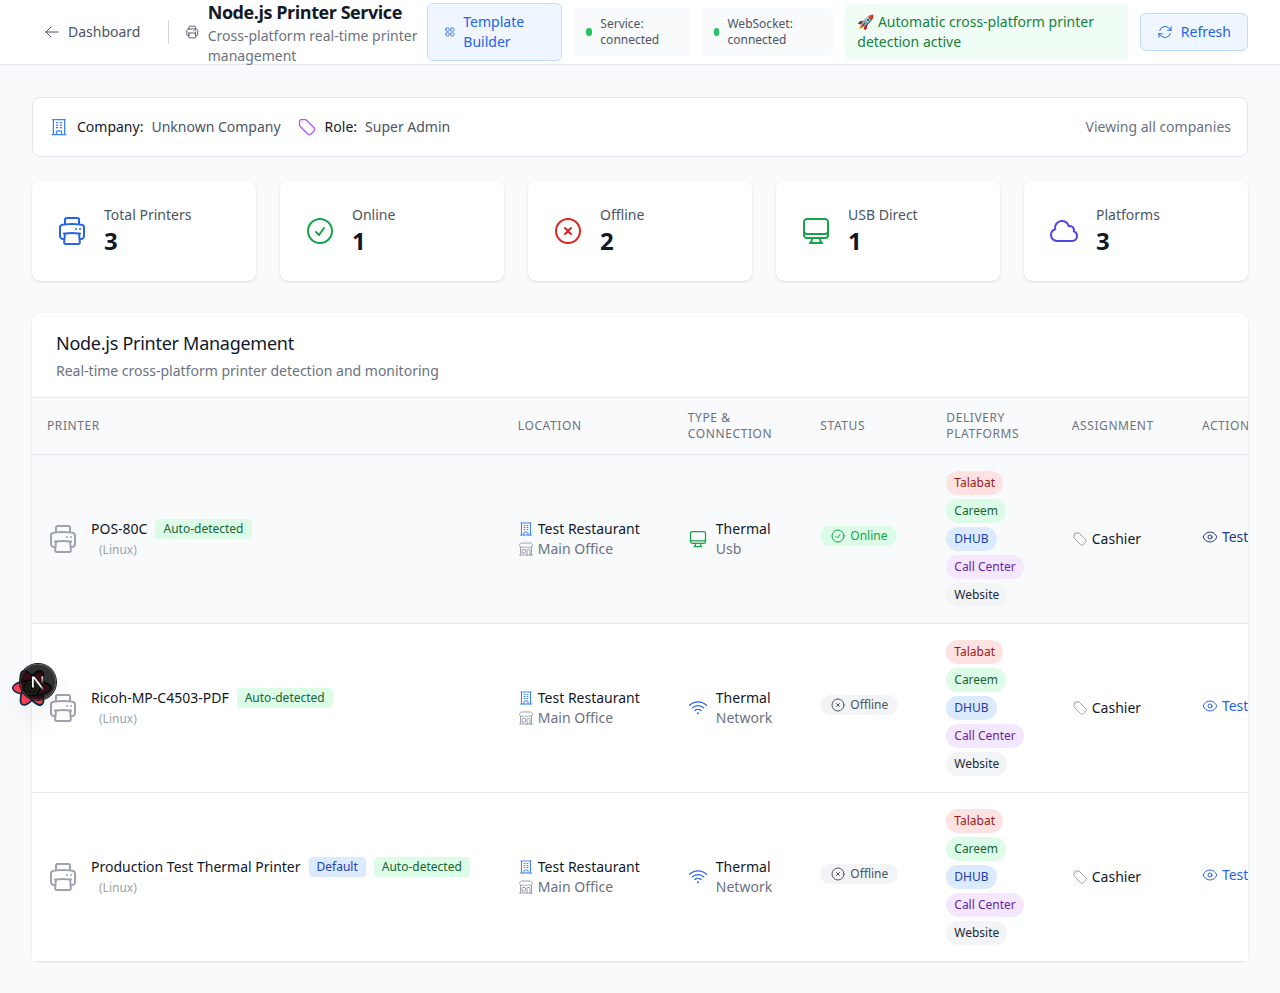 Dashboard
Node.js Printer Service
Cross-platform real-time printer
management
Template
Builder
Service:
connected
WebSocket:
connected
🚀 Automatic cross-platform printer
detection active
Refresh
Company: Unknown Company
Role: Super Admin
Viewing all companies
Total Printers
3
Online
1
Offline
2
USB Direct
1
Platforms
3
Node.js Printer Management
Real-time cross-platform printer detection and monitoring
PRINTER
LOCATION
TYPE &
CONNECTION
STATUS
DELIVERY
PLATFORMS
ASSIGNMENT
ACTION
POS-80C Auto-detected
(Linux)
Test Restaurant
Main Office
Thermal
Usb
Online
Talabat
Careem
DHUB
Call Center
Website
Cashier
Test
N
Ricoh-MP-C4503-PDF Auto-detected
(Linux)
Test Restaurant
Main Office
Thermal
Network
Offline
Talabat
Careem
DHUB
Call Center
Website
Cashier
Test
Production Test Thermal Printer Default Auto-detected
(Linux)
Test Restaurant
Main Office
Thermal
Network
Offline
Talabat
Careem
DHUB
Call Center
Website
Cashier
Test